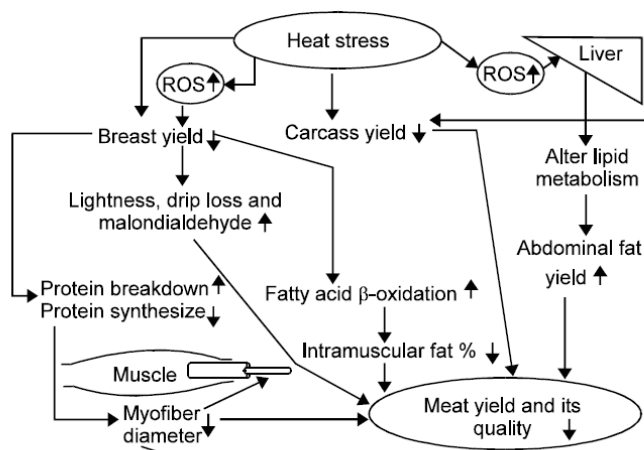 Heat stress
ROS↑
ROS↑
Liver
Breast yield ↓
Carcass yield ↓
Alter lipid
metabolism
Lightness, drip loss and
malondialdehyde ↑
Abdominal fat
yield ↑
Protein breakdown ↑
Protein synthesize ↓
Fatty acid β-oxidation ↑
Intramuscular fat % ↓
Muscle
Myofiber
diameter ↓
Meat yield and its
quality ↓